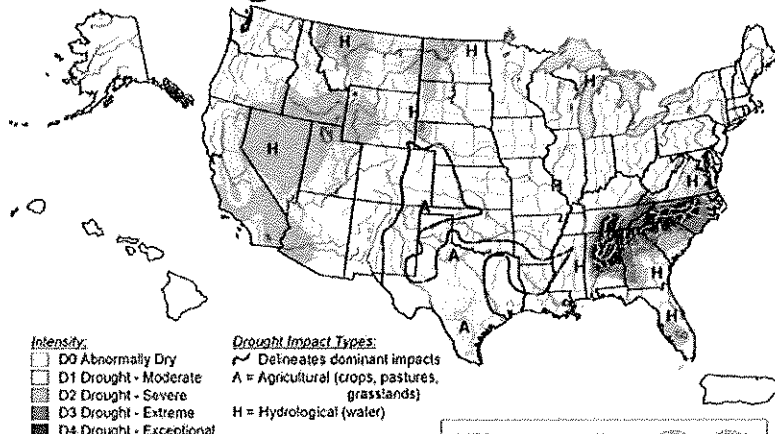 H
H
H
H
H
H
A
A
A
H
H
H
H
Intensity:
D0 Abnormally Dry
D1 Drought - Moderate
D2 Drought - Severe
D3 Drought - Extreme
D4 Drought - Exceptional
Drought Impact Types:
Delineates dominant impacts
A = Agricultural (crops, pastures,
grasslands)
H = Hydrological (water)